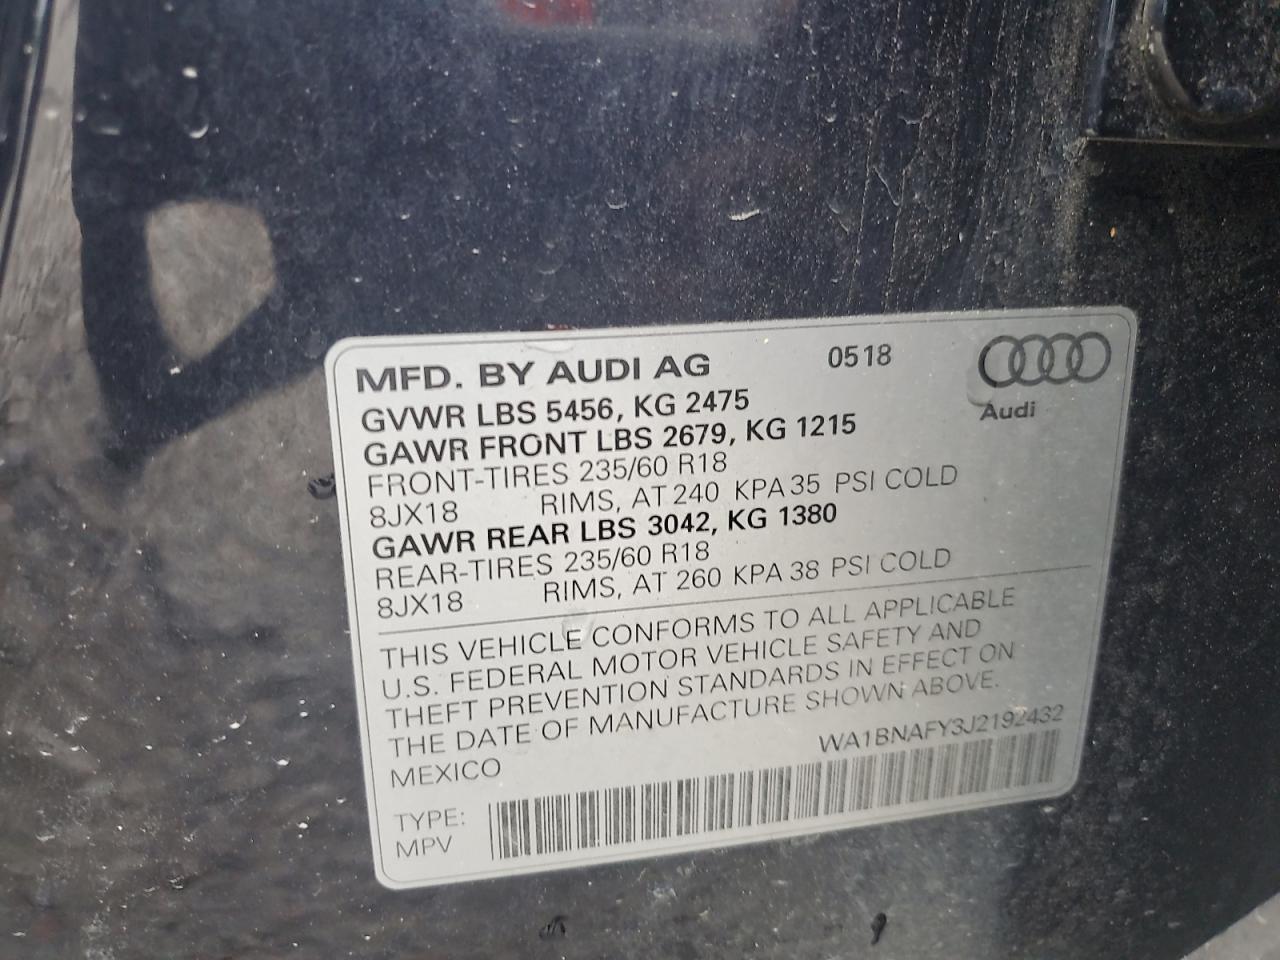 MFD. BY AUDI AG 0518
Audi
GVWR LBS 5456, KG 2475
GAWR FRONT LBS 2679, KG 1215
FRONT-TIRES 235/60 R18
8JX18 RIMS, AT 240 KPA 35 PSI COLD
GAWR REAR LBS 3042, KG 1380
REAR-TIRES 235/60 R18
8JX18 RIMS, AT 260 KPA 38 PSI COLD
THIS VEHICLE CONFORMS TO ALL APPLICABLE
U.S. FEDERAL MOTOR VEHICLE SAFETY AND
THEFT PREVENTION STANDARDS IN EFFECT ON
THE DATE OF MANUFACTURE SHOWN ABOVE.
MEXICO WA1BNAFY3J2192432
TYPE:
MPV